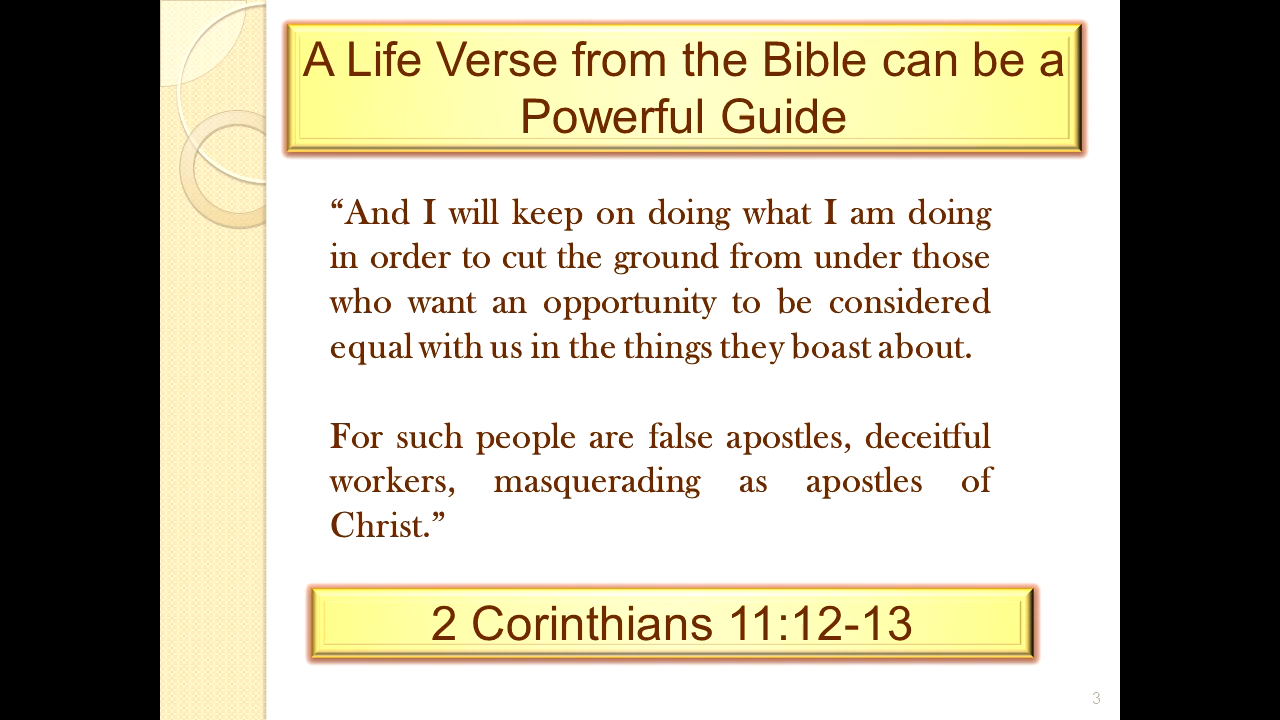 A Life Verse from the Bible can be a
Powerful Guide
“And I will keep on doing what I am doing
in order to cut the ground from under those
who want an opportunity to be considered
equal with us in the things they boast about.
For such people are false apostles, deceitful
workers, masquerading as apostles of
Christ.”
2 Corinthians 11:12-13
3